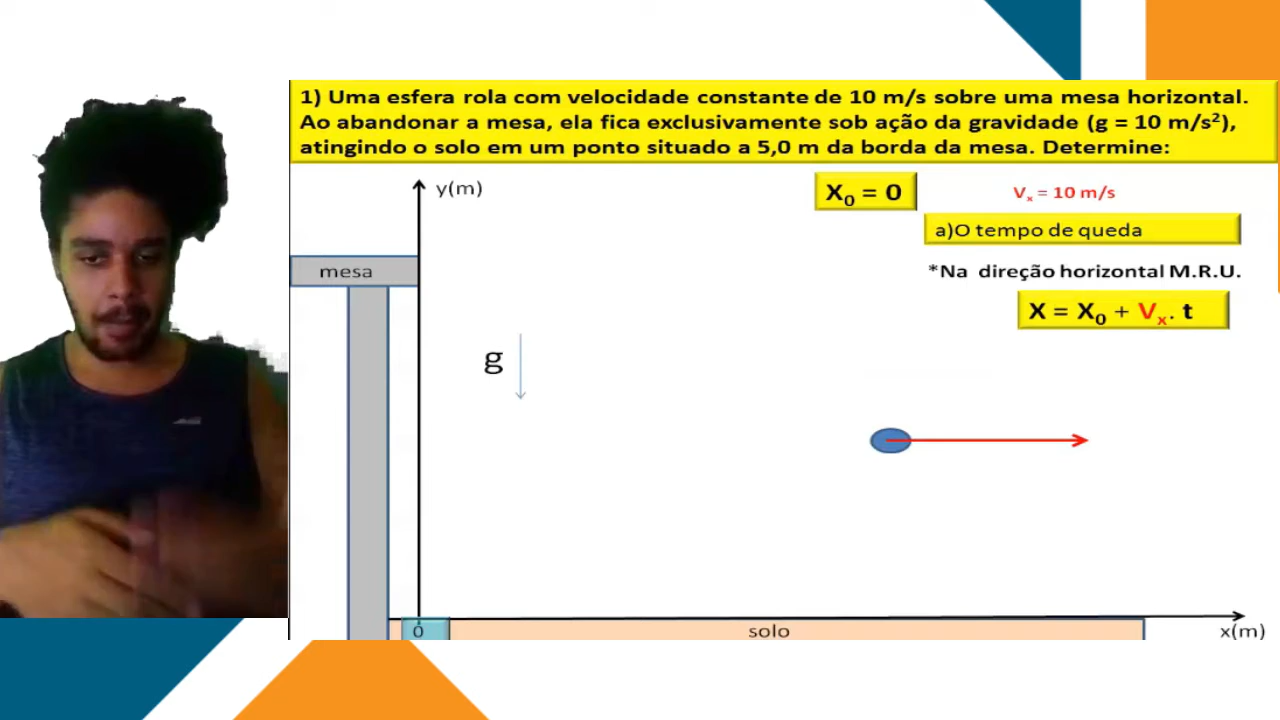 1) Uma esfera rola com velocidade constante de 10 m/s sobre uma mesa horizontal.
Ao abandonar a mesa, ela fica exclusivamente sob ação da gravidade (g = 10 m/s²),
atingindo o solo em um ponto situado a 5,0 m da borda da mesa. Determine:
y(m)
X₀ = 0
Vₓ = 10 m/s
a)O tempo de queda
mesa
*Na direção horizontal M.R.U.
X = X₀ + Vₓ. t
g
0
solo
x(m)